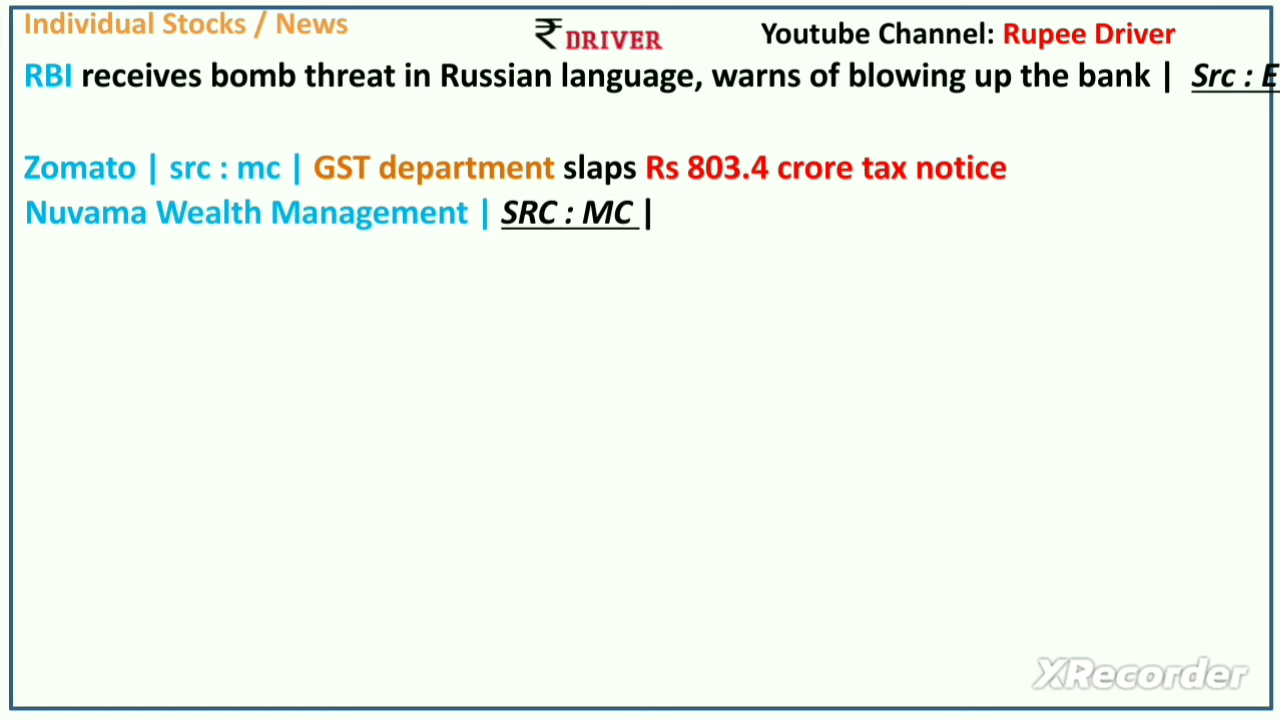 Individual Stocks / News
₹ DRIVER
Youtube Channel: Rupee Driver
RBI receives bomb threat in Russian language, warns of blowing up the bank | Src : E
Zomato | src : mc | GST department slaps Rs 803.4 crore tax notice
Nuvama Wealth Management | SRC : MC |
XRecorder